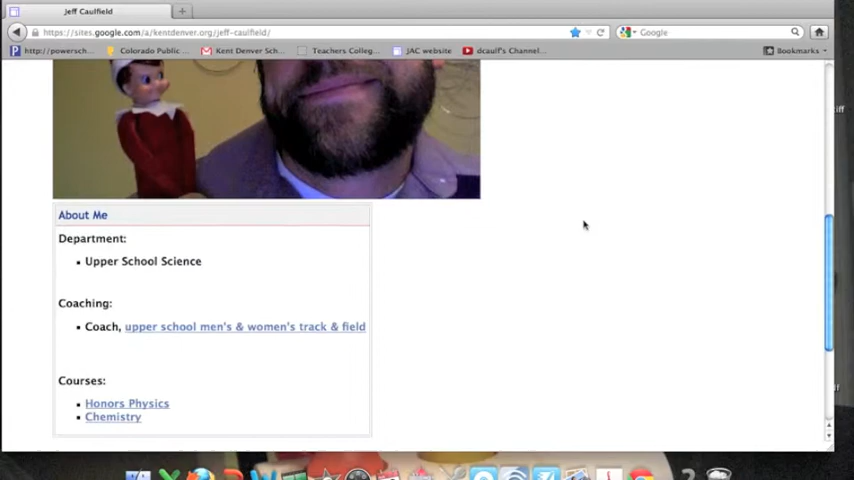 Jeff Caulfield
https://sites.google.com/a/kentdenver.org/jeff-caulfield/
Google
http://powersch...
Colorado Public ...
Kent Denver Sch...
Teachers Colleg...
JAC website
dcaulf's Channel...
Bookmarks
About Me
Department:
Upper School Science
Coaching:
Coach, upper school men's & women's track & field
Courses:
Honors Physics
Chemistry